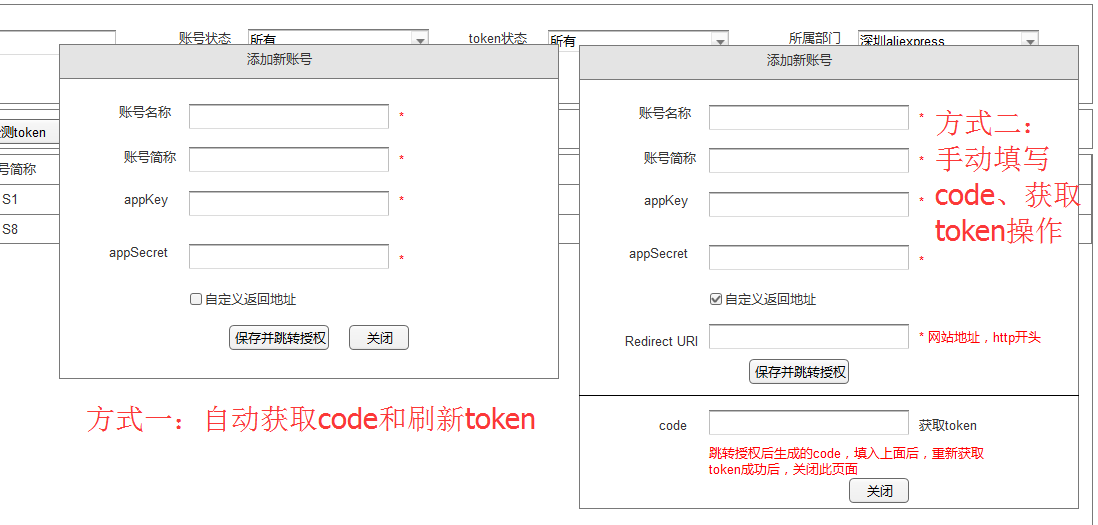 账号状态 所有 token状态 所有 所属部门 深圳aliexpress
添加新账号
账号名称 *
账号简称 *
appKey *
appSecret *
自定义返回地址
保存并跳转授权 关闭
方式一：自动获取code和刷新token
测token
号简称
S1
S8
添加新账号
账号名称 *
账号简称 *
appKey *
appSecret *
自定义返回地址
Redirect URI * 网站地址，http开头
保存并跳转授权
code 获取token
跳转授权后生成的code，填入上面后，重新获取
token成功后，关闭此页面
关闭
方式二：
手动填写
code、获取
token操作